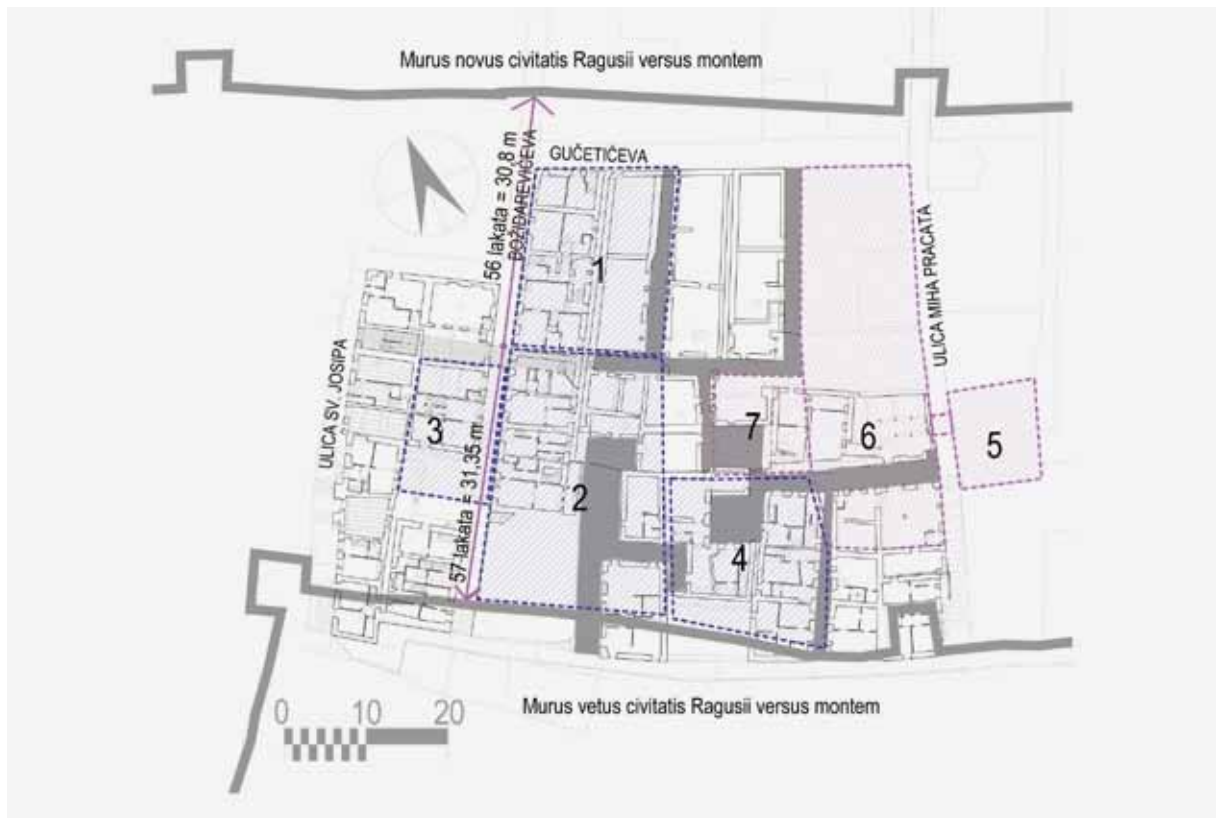 Murus novus civitatis Ragusii versus montem
GUČETIĆEVA
56 lakata = 30,8 m
BOŽIDAREVIĆEVA
1
ULICA MIHA PRACATA
ULICA SV. JOSIPA
3
7
6
5
2
57 lakata = 31,35 m
4
Murus vetus civitatis Ragusii versus montem
0 10 20